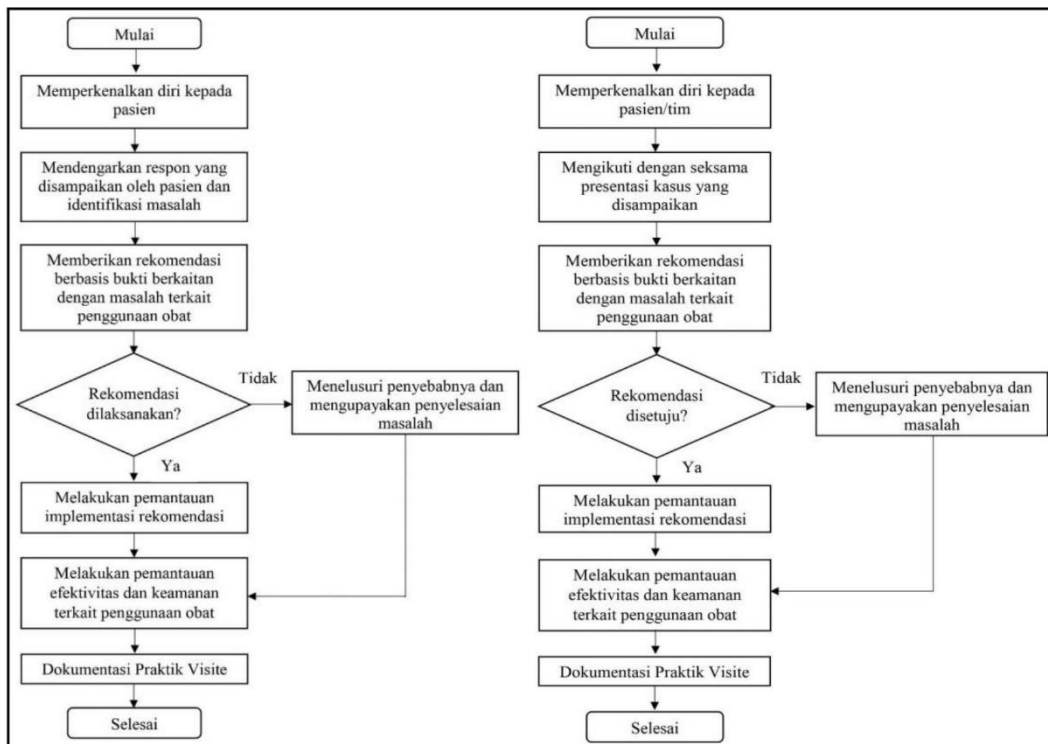 Mulai
Memperkenalkan diri kepada
pasien
Mendengarkan respon yang
disampaikan oleh pasien dan
identifikasi masalah
Memberikan rekomendasi
berbasis bukti berkaitan
dengan masalah terkait
penggunaan obat
Rekomendasi
dilaksanakan?
Tidak
Menelusuri penyebabnya dan
mengupayakan penyelesaian
masalah
Ya
Melakukan pemantauan
implementasi rekomendasi
Melakukan pemantauan
efektivitas dan keamanan
terkait penggunaan obat
Dokumentasi Praktik Visite
Selesai
Mulai
Memperkenalkan diri kepada
pasien/tim
Mengikuti dengan seksama
presentasi kasus yang
disampaikan
Memberikan rekomendasi
berbasis bukti berkaitan
dengan masalah terkait
penggunaan obat
Rekomendasi
disetuju?
Tidak
Menelusuri penyebabnya dan
mengupayakan penyelesaian
masalah
Ya
Melakukan pemantauan
implementasi rekomendasi
Melakukan pemantauan
efektivitas dan keamanan
terkait penggunaan obat
Dokumentasi Praktik Visite
Selesai